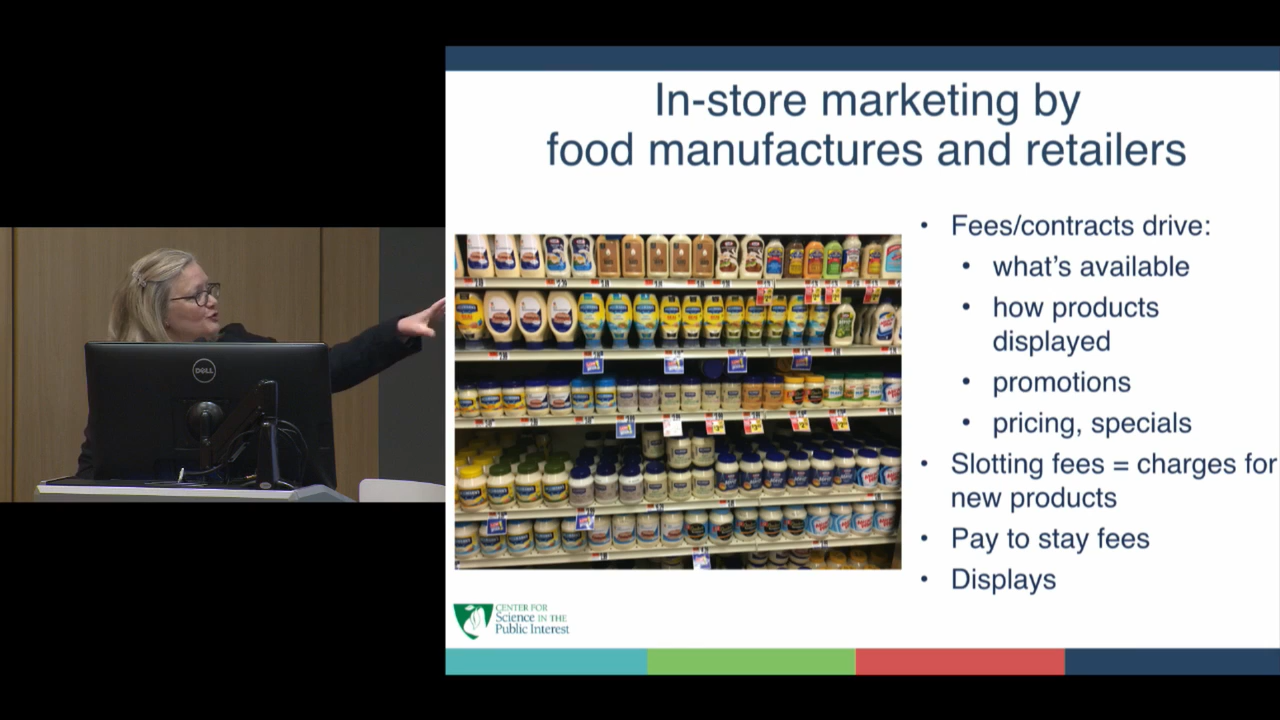 In-store marketing by
food manufactures and retailers
• Fees/contracts drive:
• what's available
• how products
displayed
• promotions
• pricing, specials
• Slotting fees = charges for
new products
• Pay to stay fees
• Displays
CENTER FOR
Science IN THE
Public Interest
DELL